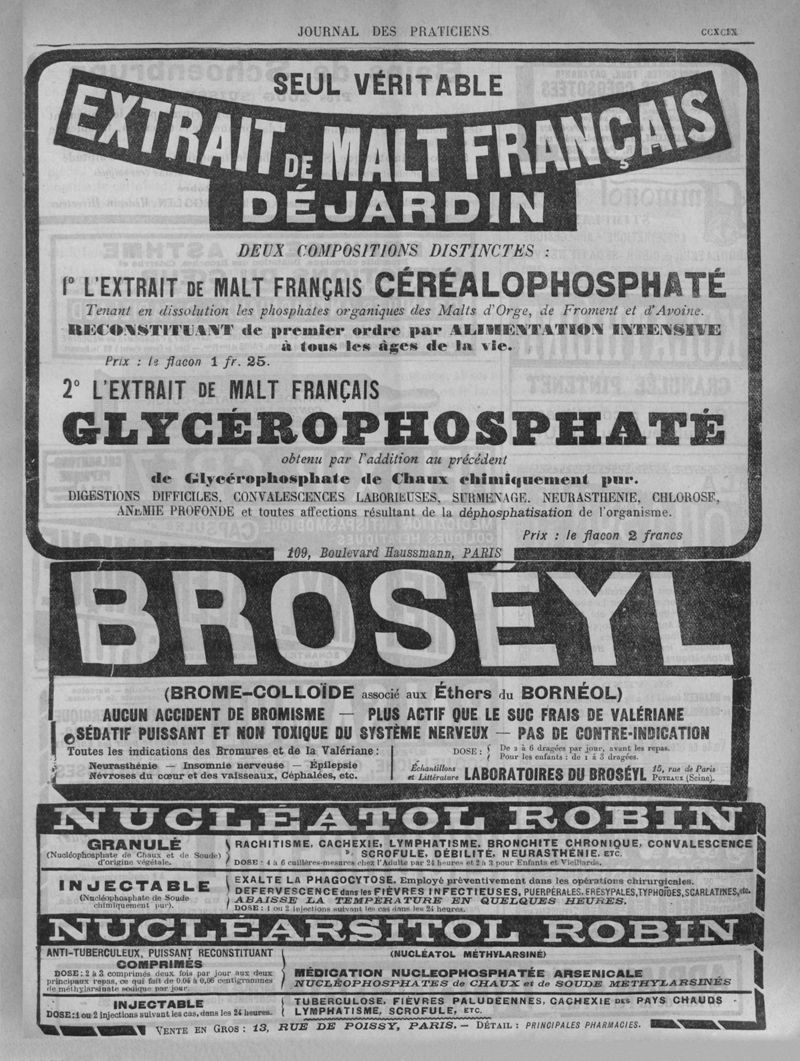 JOURNAL DES PRATICIENS
CCXCIX
SEUL VÉRITABLE
EXTRAIT DE MALT FRANÇAIS
DÉJARDIN
DEUX COMPOSITIONS DISTINCTES :
1° L'EXTRAIT DE MALT FRANÇAIS CÉRÉALOPHOSPHATÉ
Tenant en dissolution les phosphates organiques des Malts d'Orge, de Froment et d'Avoine.
RECONSTITUANT de premier ordre par ALIMENTATION INTENSIVE
à tous les âges de la vie.
Prix : le flacon 1 fr. 25.
2° L'EXTRAIT DE MALT FRANÇAIS
GLYCÉROPHOSPHATÉ
obtenu par l'addition au précédent
de Glycérophosphate de Chaux chimiquement pur.
DIGESTIONS DIFFICILES, CONVALESCENCES LABORIEUSES, SURMENAGE, NEURASTHENIE, CHLOROSE,
ANEMIE PROFONDE et toutes affections résultant de la déphosphatisation de l'organisme.
Prix : le flacon 2 francs
109, Boulevard Haussmann, PARIS
BROSÉYL
(BROME-COLLOÏDE associé aux Éthers du BORNÉOL)
AUCUN ACCIDENT DE BROMISME — PLUS ACTIF QUE LE SUC FRAIS DE VALÉRIANE
SÉDATIF PUISSANT ET NON TOXIQUE DU SYSTÈME NERVEUX — PAS DE CONTRE-INDICATION
Toutes les indications des Bromures et de la Valériane :
Neurasthénie — Insomnie nerveuse — Épilepsie
Névroses du cœur et des vaisseaux, Céphalées, etc.
DOSE : De 2 à 6 dragées par jour, avant les repas.
Pour les enfants : de 1 à 3 dragées.
Échantillons
et Littérature
LABORATOIRES DU BROSÉYL
15, rue de Paris
PUTEAUX (Seine).
NUCLÉATOL ROBIN
GRANULÉ
(Nucléophosphate de Chaux et de Soude)
d'origine végétale.
RACHITISME, CACHEXIE, LYMPHATISME, BRONCHITE CHRONIQUE, CONVALESCENCE
SCROFULE, DÉBILITÉ, NEURASTHÉNIE, ETC.
DOSE : 4 à 6 cuillères-mesures chez l'Adulte par 24 heures et 2 à 3 pour Enfants et Vieillards.
INJECTABLE
(Nucléophosphate de Soude
chimiquement pur).
EXALTE LA PHAGOCYTOSE. Employé préventivement dans les opérations chirurgicales.
DEFERVESCENCE dans les FIÈVRES INFECTIEUSES, PUERPÉRALES, ÉRÉSYPALES, TYPHOÏDES, SCARLATINES, etc.
ABAISSE LA TEMPÉRATURE EN QUELQUES HEURES.
DOSE : 1 ou 2 injections suivant les cas dans les 24 heures.
NUCLÉARSITOL ROBIN
ANTI-TUBERCULEUX, PUISSANT RECONSTITUANT
COMPRIMÉS
DOSE: 2 à 3 comprimés deux fois par jour aux deux
principaux repas, ce qui fait de 0.04 à 0,06 centigrammes
de méthylarsinate sodique par jour.
(NUCLÉATOL MÉTHYLARSINÉ)
MÉDICATION NUCLEOPHOSPHATÉE ARSENICALE
NUCLÉOPHOSPHATES de CHAUX et de SOUDE MÉTHYLARSINÉS
INJECTABLE
DOSE: 1 ou 2 injections suivant les cas, dans les 24 heures.
TUBERCULOSE, FIÈVRES PALUDÉENNES, CACHEXIE DES PAYS CHAUDS
LYMPHATISME, SCROFULE, ETC.
VENTE EN GROS : 13, RUE DE POISSY, PARIS. — DÉTAIL : PRINCIPALES PHARMACIES.